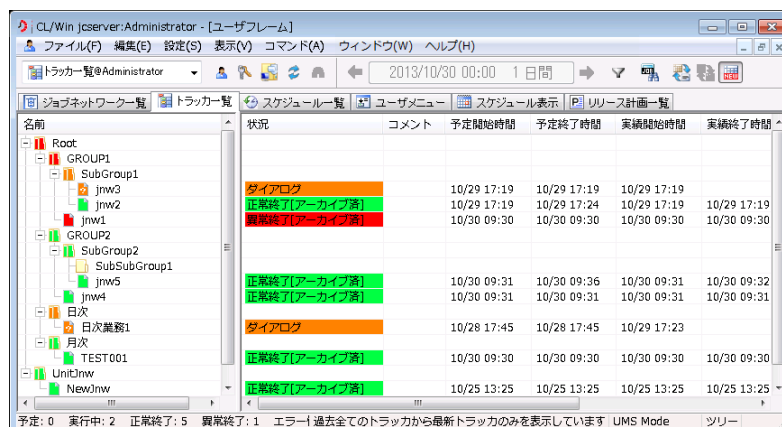 CL/Win jcserver:Administrator - [ユーザフレーム]
ファイル(F) 編集(E) 設定(S) 表示(V) コマンド(A) ウィンドウ(W) ヘルプ(H)
トラッカ一覧@Administrator 2013/10/30 00:00 1 日間
ジョブネットワーク一覧 トラッカ一覧 スケジュール一覧 ユーザメニュー スケジュール表示 リリース計画一覧
名前 状況 コメント 予定開始時間 予定終了時間 実績開始時間 実績終了時間
Root
GROUP1
SubGroup1
jnw3 ダイアログ 10/29 17:19 10/29 17:19 10/29 17:19
jnw2 正常終了[アーカイブ済] 10/29 17:19 10/29 17:24 10/29 17:19 10/29 17:19
jnw1 異常終了[アーカイブ済] 10/30 09:30 10/30 09:30 10/30 09:30 10/30 09:30
GROUP2
SubGroup2
SubSubGroup1
jnw5 正常終了[アーカイブ済] 10/30 09:31 10/30 09:36 10/30 09:31 10/30 09:32
jnw4 正常終了[アーカイブ済] 10/30 09:31 10/30 09:31 10/30 09:31 10/30 09:31
日次
日次業務1 ダイアログ 10/28 17:45 10/28 17:45 10/29 17:23
月次
TEST001 正常終了[アーカイブ済] 10/30 09:30 10/30 09:30 10/30 09:30 10/30 09:30
UnitJnw
NewJnw 正常終了[アーカイブ済] 10/25 13:25 10/25 13:25 10/25 13:25 10/25 13:25
予定: 0 実行中: 2 正常終了: 5 異常終了: 1 エラー 過去全てのトラッカから最新トラッカのみを表示しています UMS Mode ツリー